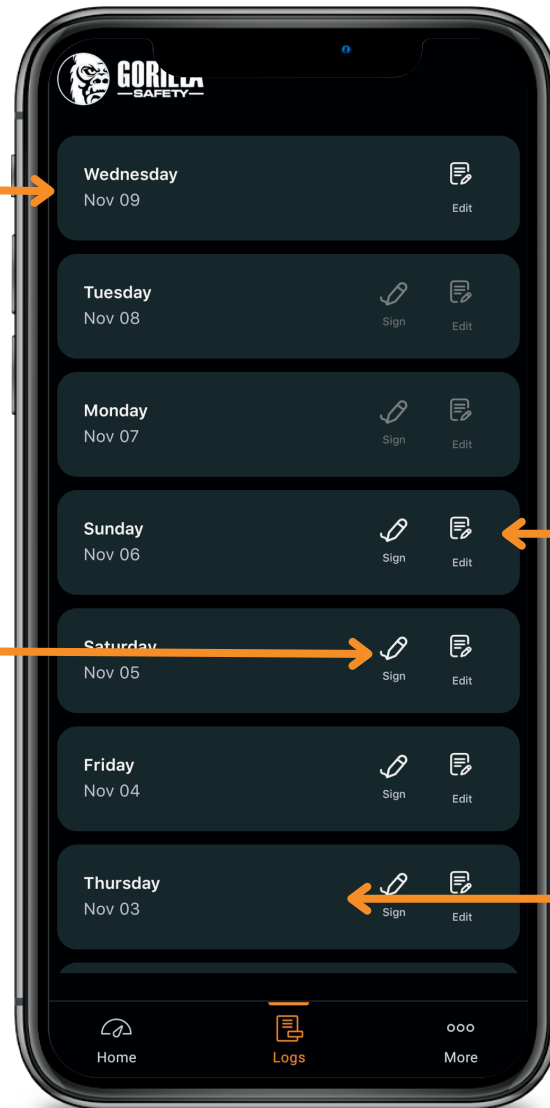 GORILLA
SAFETY
Wednesday
Nov 09
Edit
Tuesday
Nov 08
Sign
Edit
Monday
Nov 07
Sign
Edit
Sunday
Nov 06
Sign
Edit
Saturday
Nov 05
Sign
Edit
Friday
Nov 04
Sign
Edit
Thursday
Nov 03
Sign
Edit
Home
Logs
More